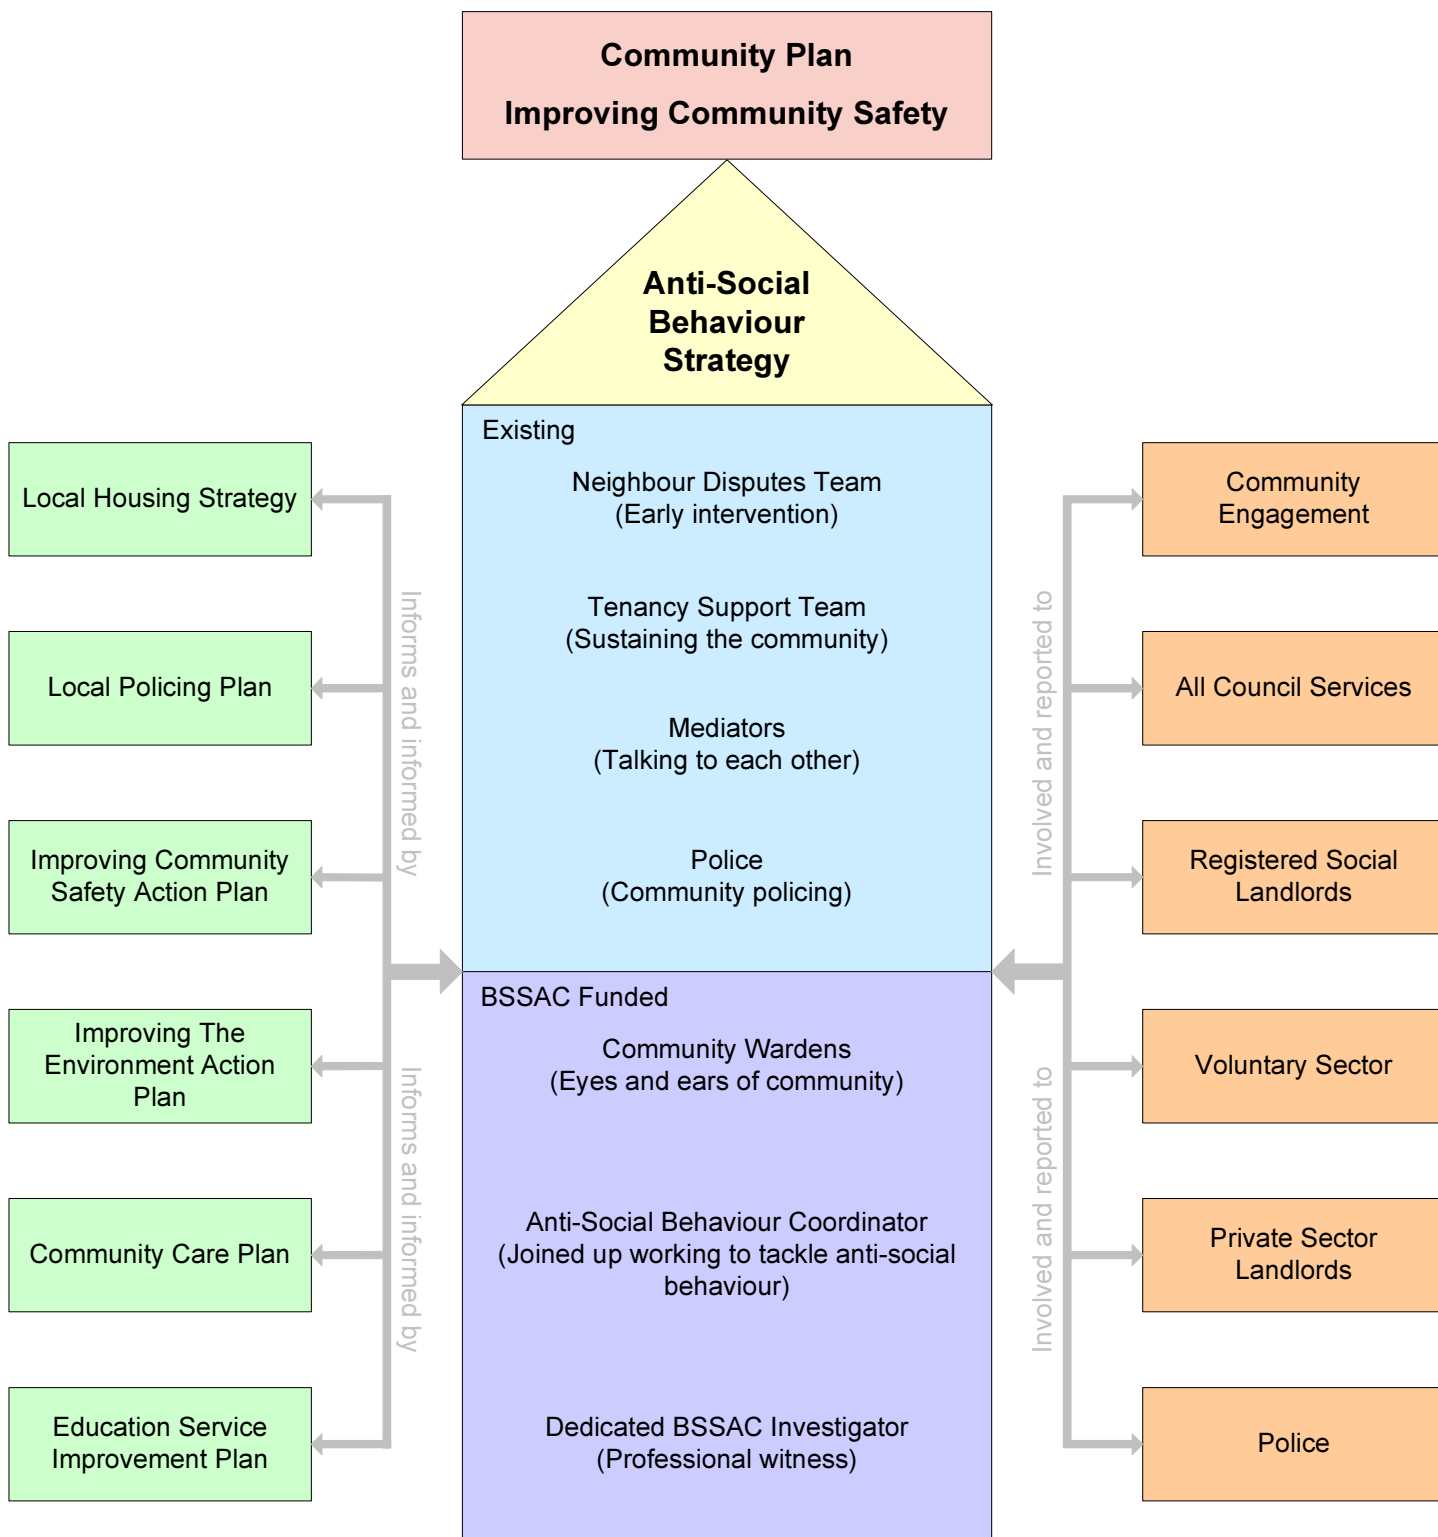 Community Plan
Improving Community Safety
Anti-Social
Behaviour
Strategy
Existing
Neighbour Disputes Team
(Early intervention)
Tenancy Support Team
(Sustaining the community)
Mediators
(Talking to each other)
Police
(Community policing)
BSSAC Funded
Community Wardens
(Eyes and ears of community)
Anti-Social Behaviour Coordinator
(Joined up working to tackle anti-social
behaviour)
Dedicated BSSAC Investigator
(Professional witness)
Local Housing Strategy
Local Policing Plan
Improving Community
Safety Action Plan
Improving The
Environment Action
Plan
Community Care Plan
Education Service
Improvement Plan
Informs and informed by
Informs and informed by
Involved and reported to
Involved and reported to
Community
Engagement
All Council Services
Registered Social
Landlords
Voluntary Sector
Private Sector
Landlords
Police